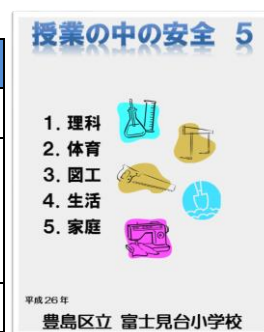 授業の中の安全 5
1. 理科
2. 体育
3. 図工
4. 生活
5. 家庭
平成26年
豊島区立 富士見台小学校